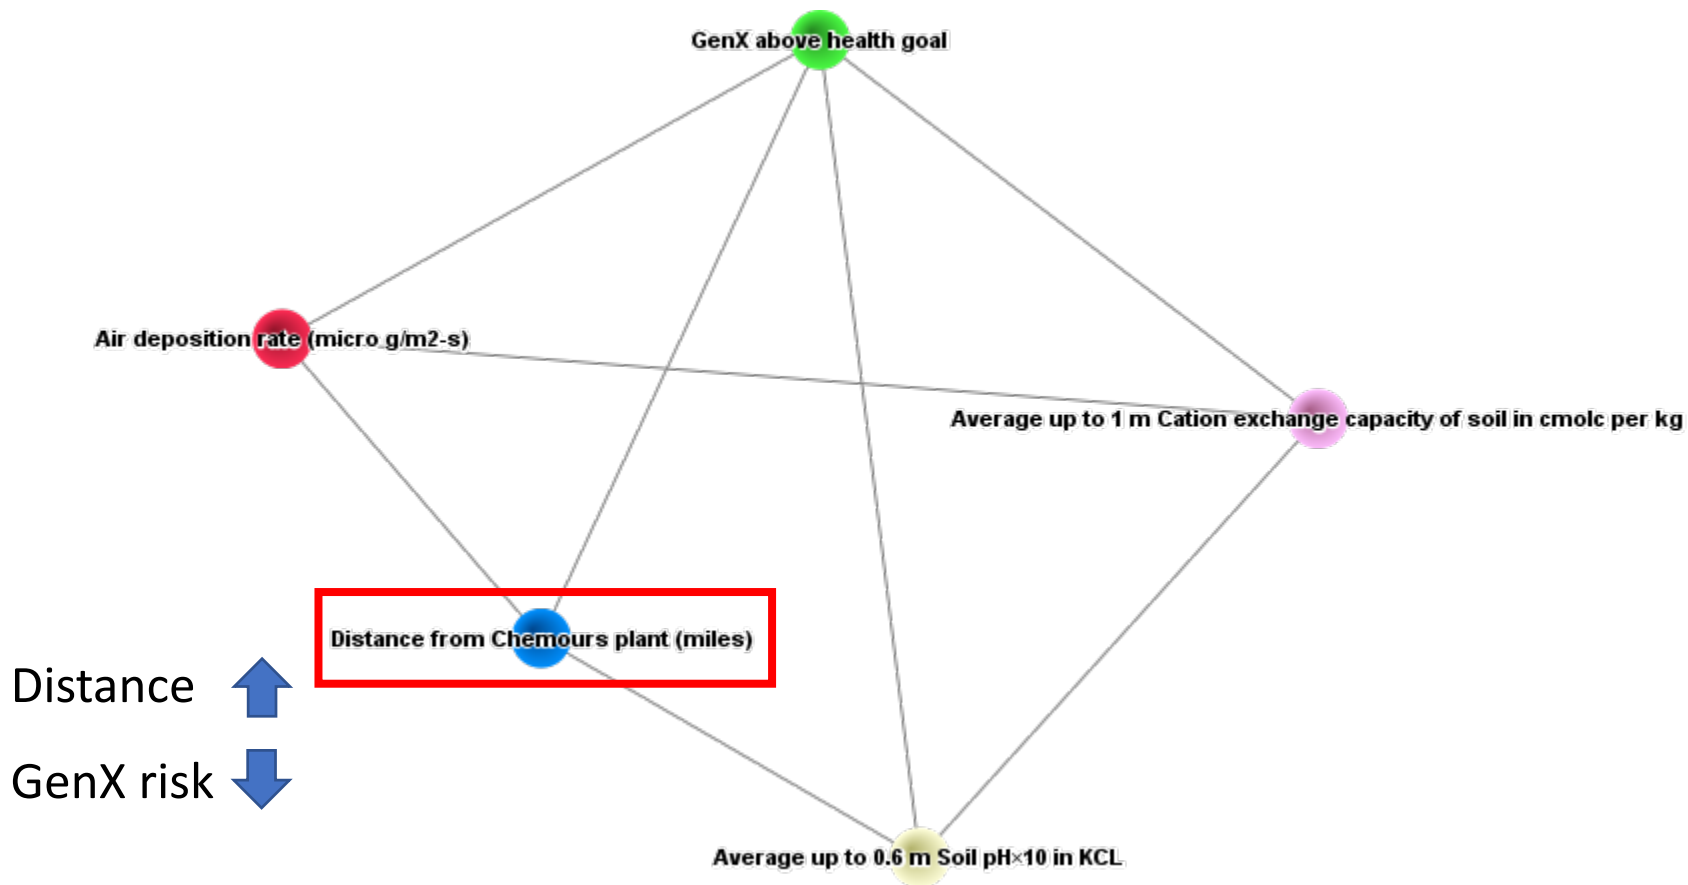 GenX above health goal
Air deposition rate (micro g/m2-s)
Average up to 1 m Cation exchange capacity of soil in cmolc per kg
Distance from Chemours plant (miles)
Distance
GenX risk
Average up to 0.6 m Soil pH×10 in KCL